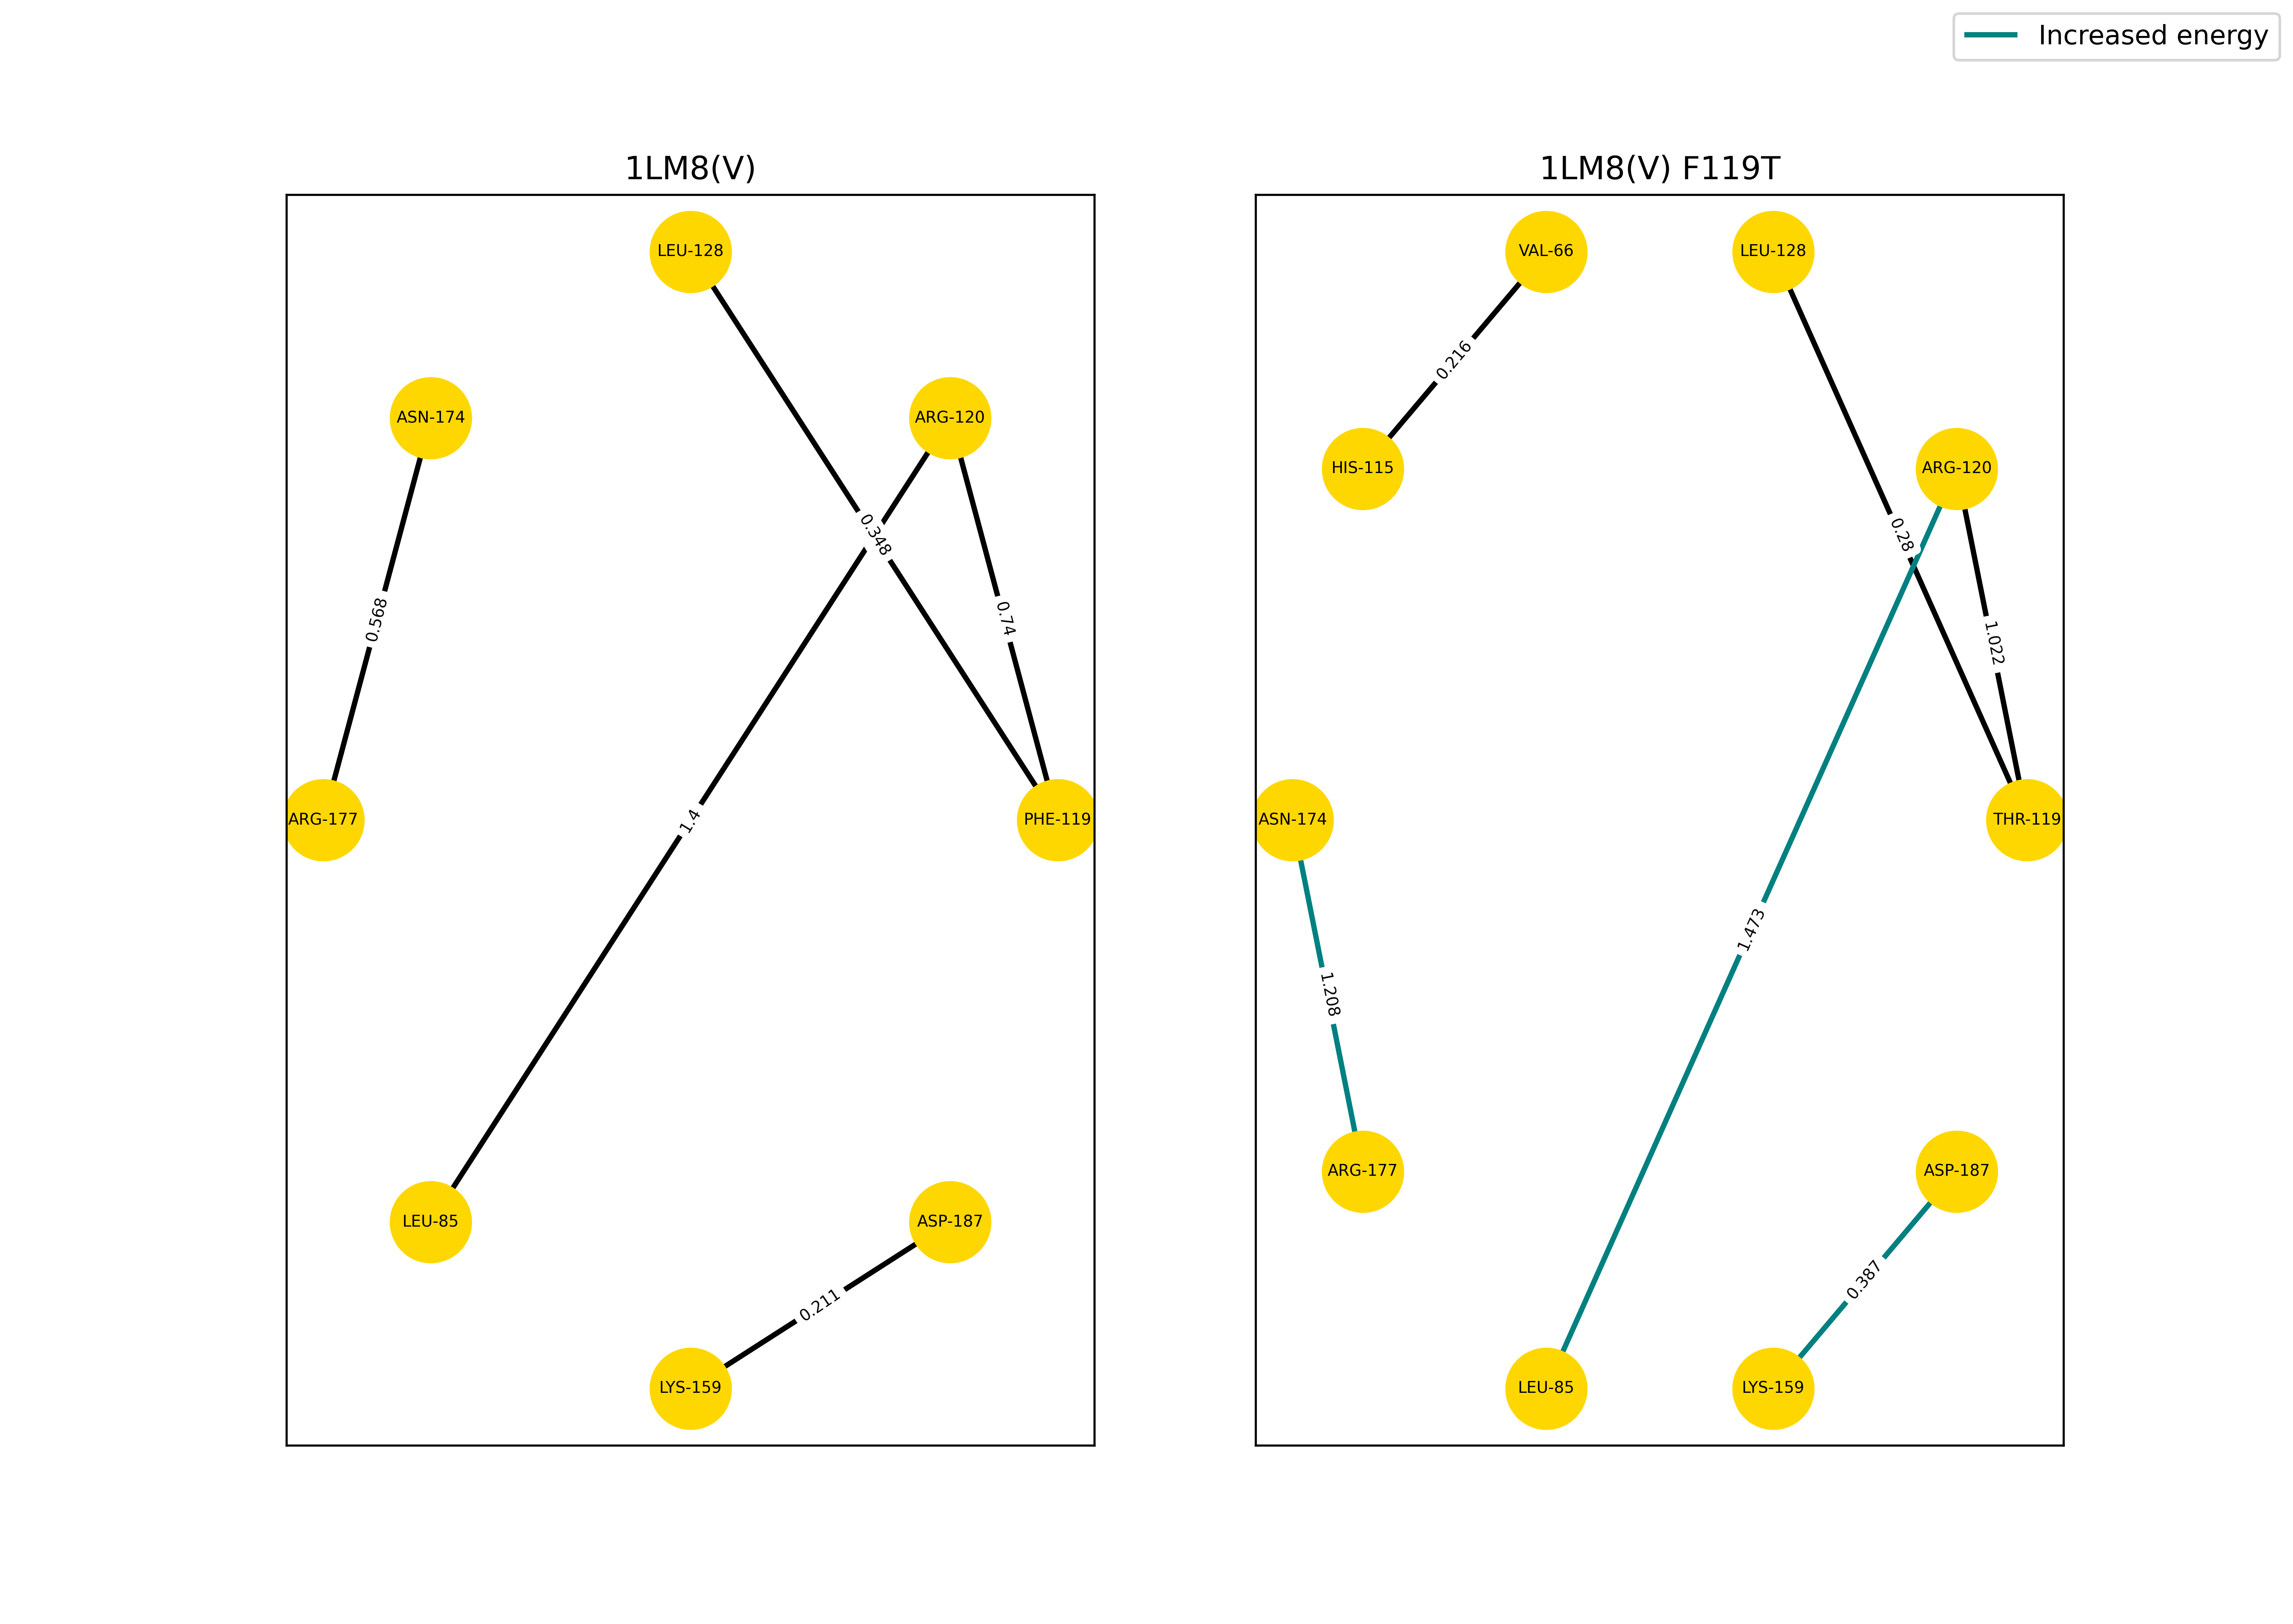 Increased energy
1LM8(V)
LEU-128
ASN-174
ARG-120
0.348
0.568
0.74
ARG-177
PHE-119
1.4
LEU-85
ASP-187
0.211
LYS-159
1LM8(V) F119T
VAL-66
LEU-128
0.216
HIS-115
ARG-120
0.28
1.022
ASN-174
THR-119
1.473
1.208
ARG-177
ASP-187
0.387
LEU-85
LYS-159